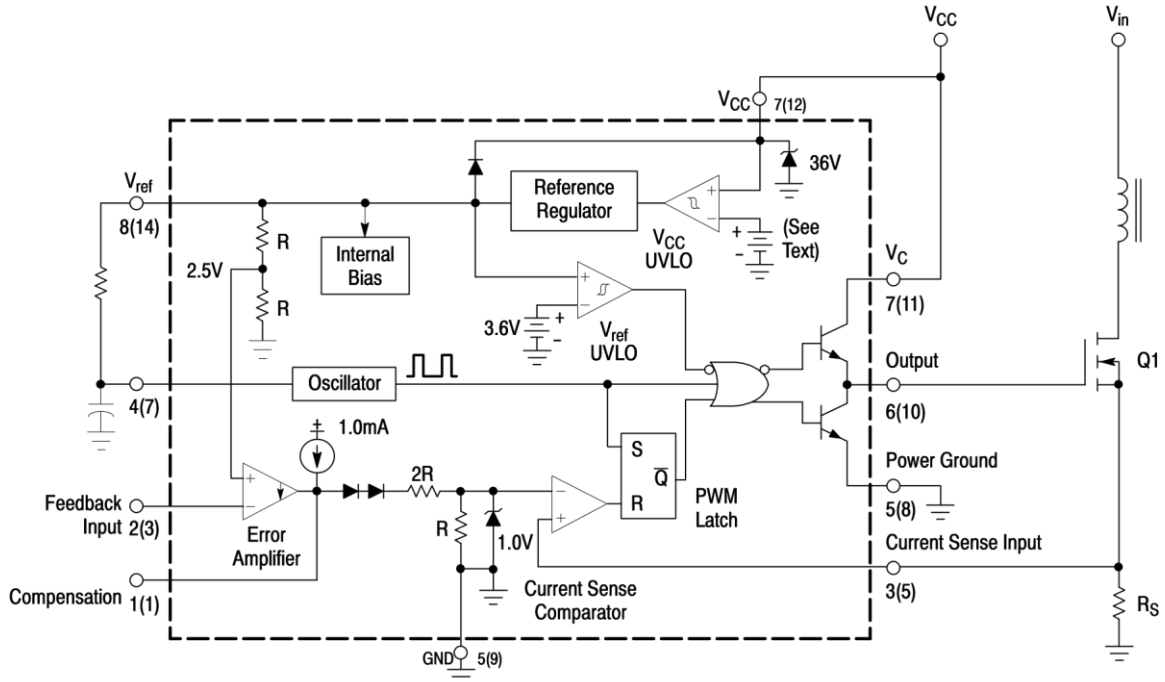 VCC
Vin
VCC
7(12)
Vref
8(14)
36V
Reference
Regulator
+
−
VCC
UVLO
+
-
(See
Text)
R
2.5V
R
Internal
Bias
VC
7(11)
+
−
3.6V
+
-
Vref
UVLO
Oscillator
4(7)
Output
6(10)
Q1
+
1.0mA
S
Q
R
PWM
Latch
2R
R
1.0V
+
−
−
+
Power Ground
5(8)
Feedback
Input
2(3)
Error
Amplifier
Current Sense Input
3(5)
Current Sense
Comparator
Compensation
1(1)
RS
GND
5(9)